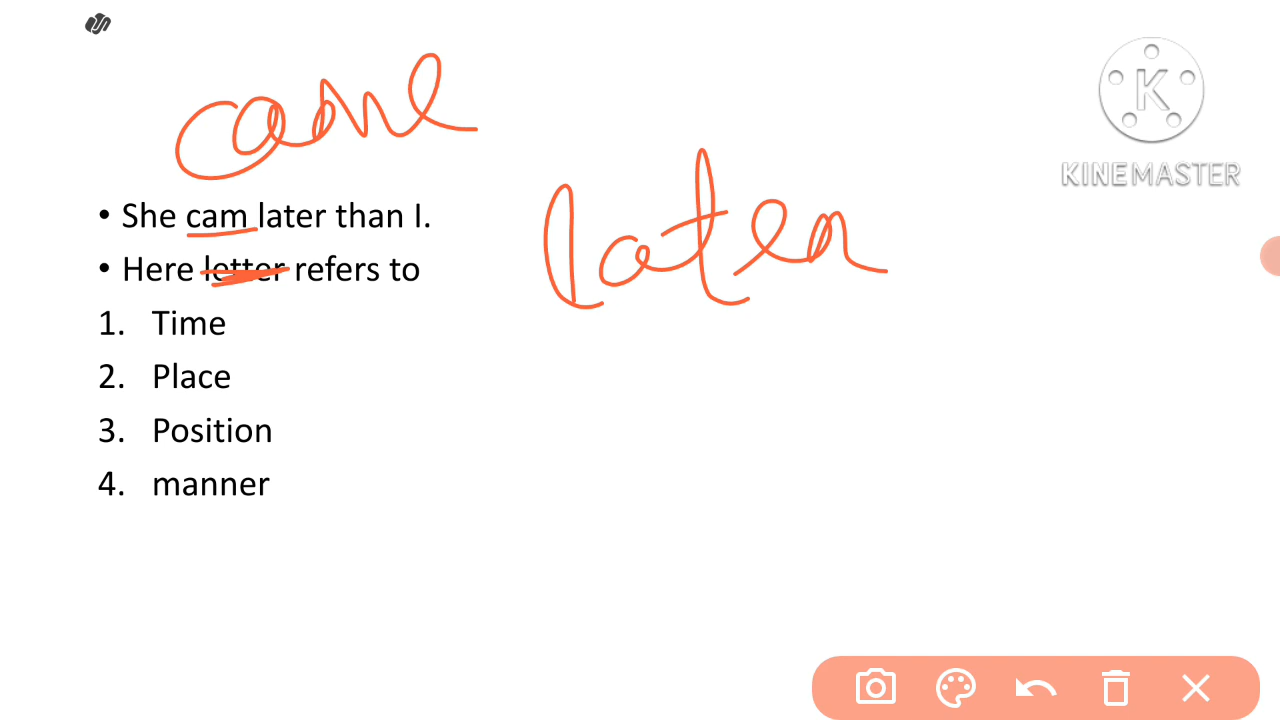 came
KINEMASTER
• She cam later than I.
later
• Here letter refers to
1. Time
2. Place
3. Position
4. manner